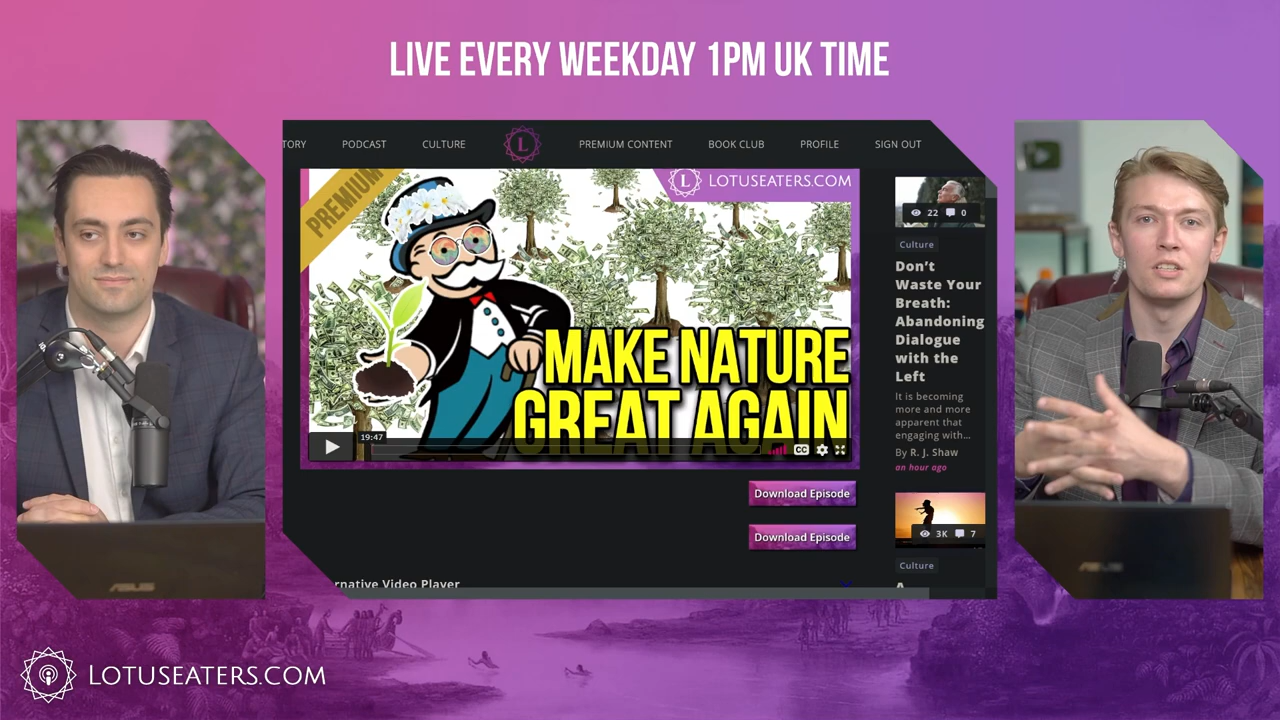 LIVE EVERY WEEKDAY 1PM UK TIME
TORY
PODCAST
CULTURE
L
PREMIUM CONTENT
BOOK CLUB
PROFILE
SIGN OUT
PREMIUM
L LOTUSEATERS.COM
MAKE NATURE
GREAT AGAIN
19:47
CC
Download Episode
Download Episode
rnative Video Player
22 0
Culture
Don't
Waste Your
Breath:
Abandoning
Dialogue
with the
Left
It is becoming
more and more
apparent that
engaging with...
By R. J. Shaw
an hour ago
3K 7
Culture
ASUS
ASUS
LOTUSEATERS.COM